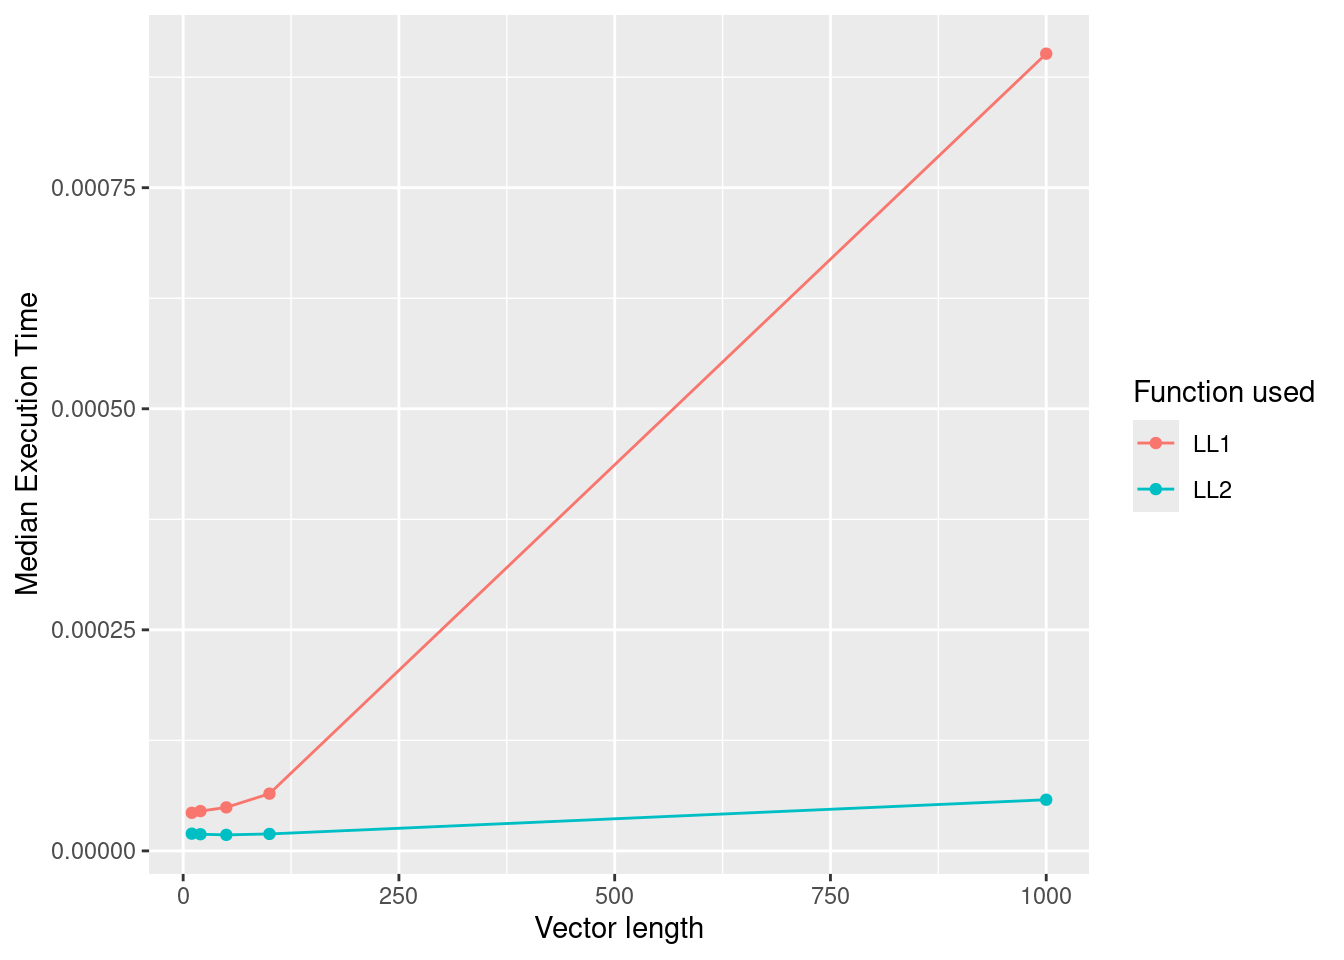 Median Execution Time
0.00075
0.00050
0.00025
0.00000
0 250 500 750 1000
Vector length
Function used
LL1
LL2